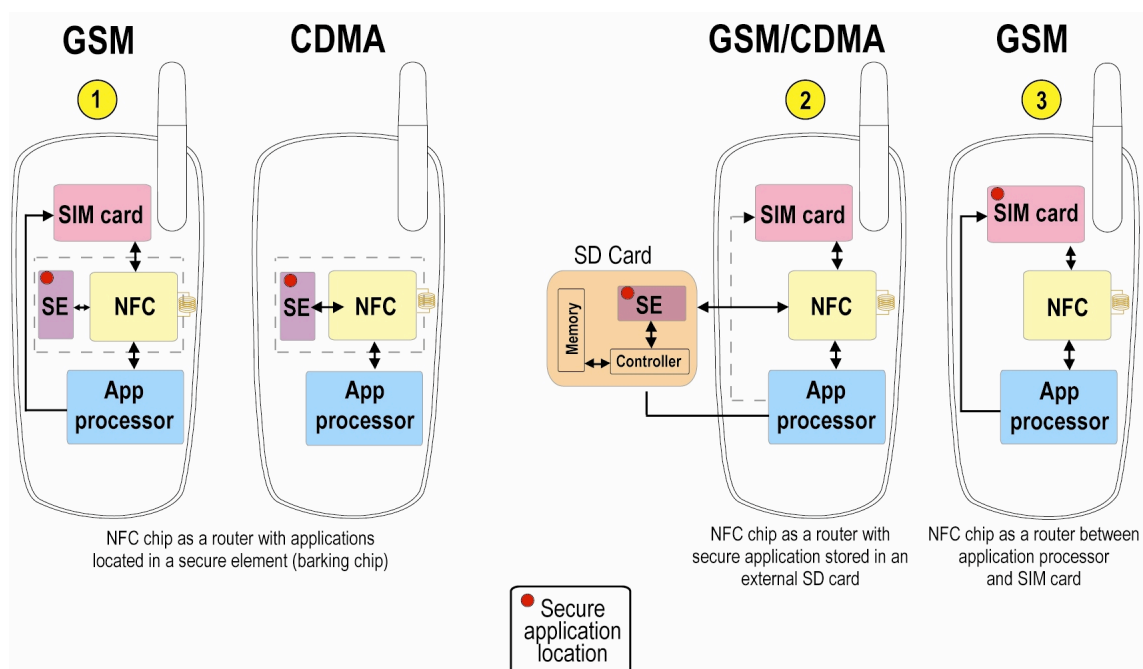 GSM
CDMA
GSM/CDMA
GSM
1
2
3
SIM card
SE
NFC
App
processor
SE
NFC
App
processor
SD Card
Memory
SE
Controller
SIM card
NFC
App
processor
SIM card
NFC
App
processor
NFC chip as a router with applications
located in a secure element (barking chip)
NFC chip as a router with
secure application stored in an
external SD card
NFC chip as a router between
application processor
and SIM card
Secure
application
location